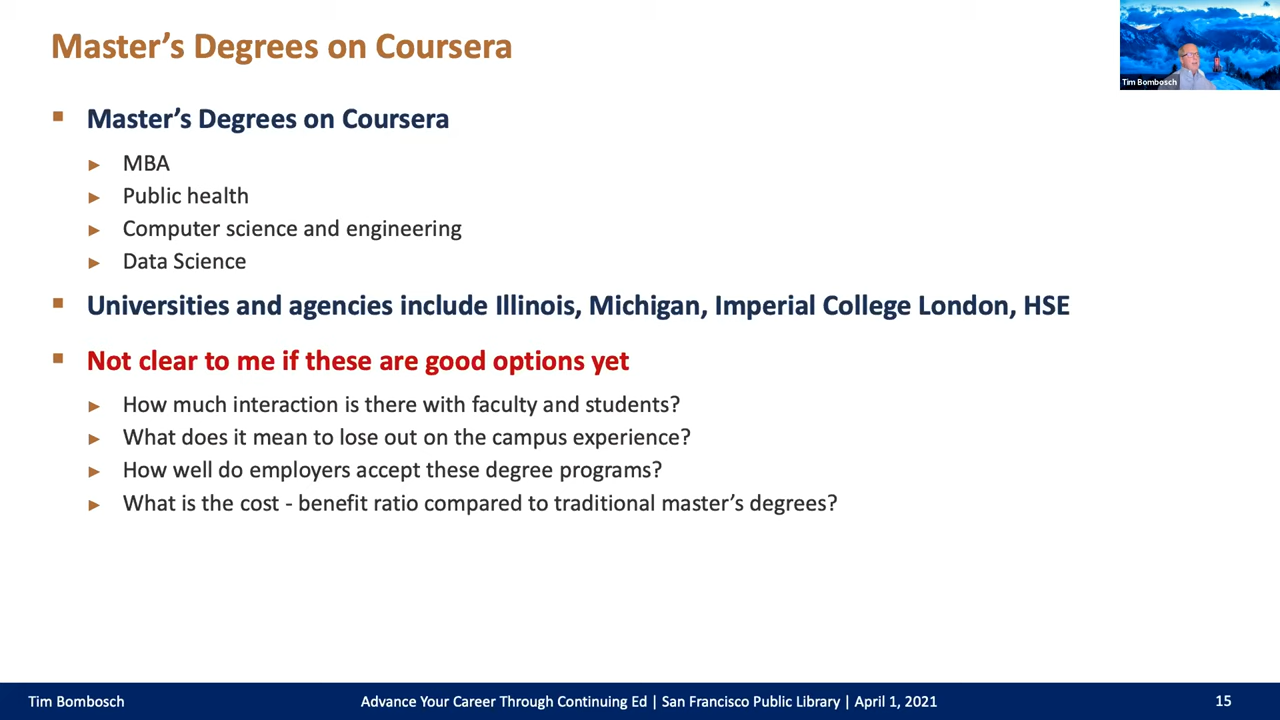 Master's Degrees on Coursera
Tim Bombosch
Master's Degrees on Coursera
MBA
Public health
Computer science and engineering
Data Science
Universities and agencies include Illinois, Michigan, Imperial College London, HSE
Not clear to me if these are good options yet
How much interaction is there with faculty and students?
What does it mean to lose out on the campus experience?
How well do employers accept these degree programs?
What is the cost - benefit ratio compared to traditional master's degrees?
Tim Bombosch
Advance Your Career Through Continuing Ed | San Francisco Public Library | April 1, 2021
15